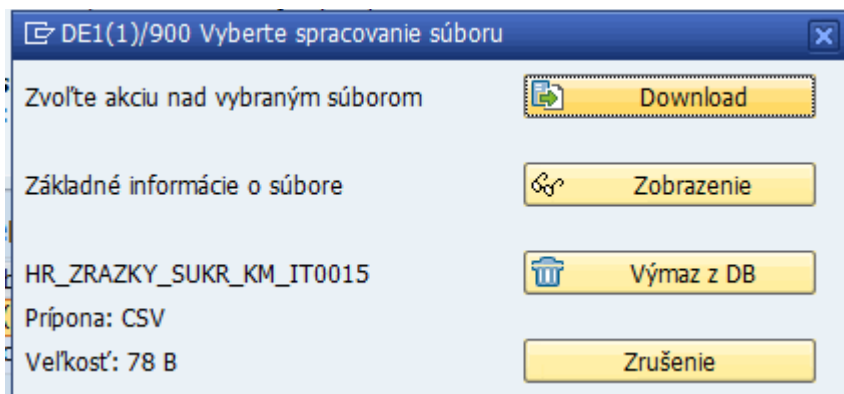 DE1(1)/900 Vyberte spracovanie súboru
Zvoľte akciu nad vybraným súborom Download
Základné informácie o súbore Zobrazenie
HR_ZRAZKY_SUKR_KM_IT0015 Výmaz z DB
Prípona: CSV
Veľkosť: 78 B Zrušenie